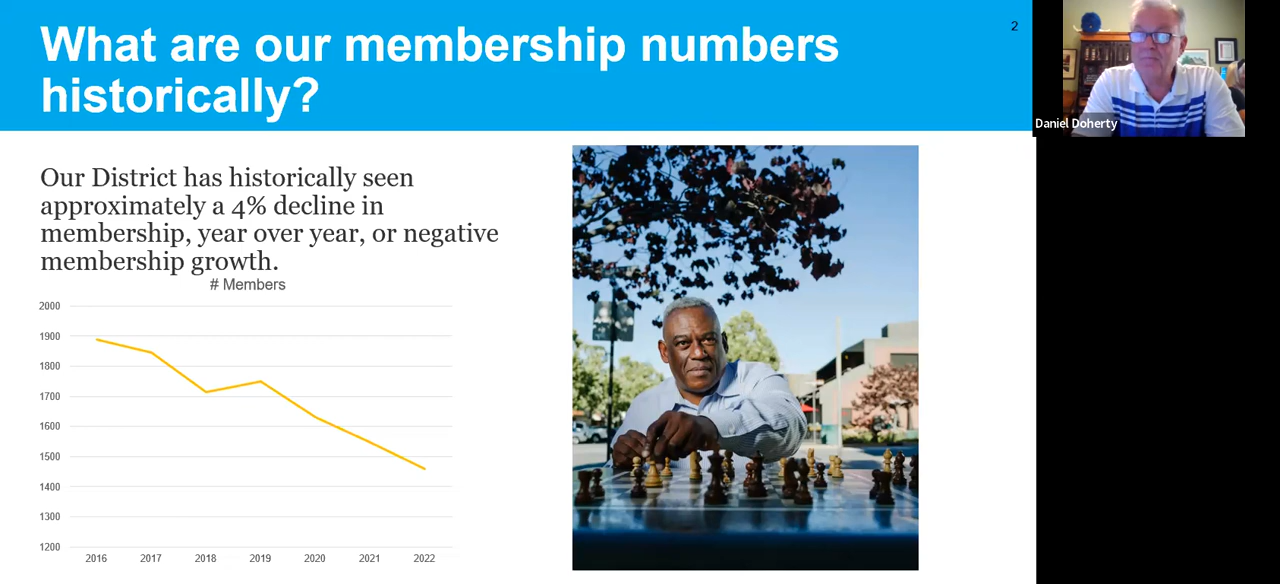 What are our membership numbers
historically?
2
Daniel Doherty
Our District has historically seen
approximately a 4% decline in
membership, year over year, or negative
membership growth.
# Members
2000
1900
1800
1700
1600
1500
1400
1300
1200
2016 2017 2018 2019 2020 2021 2022